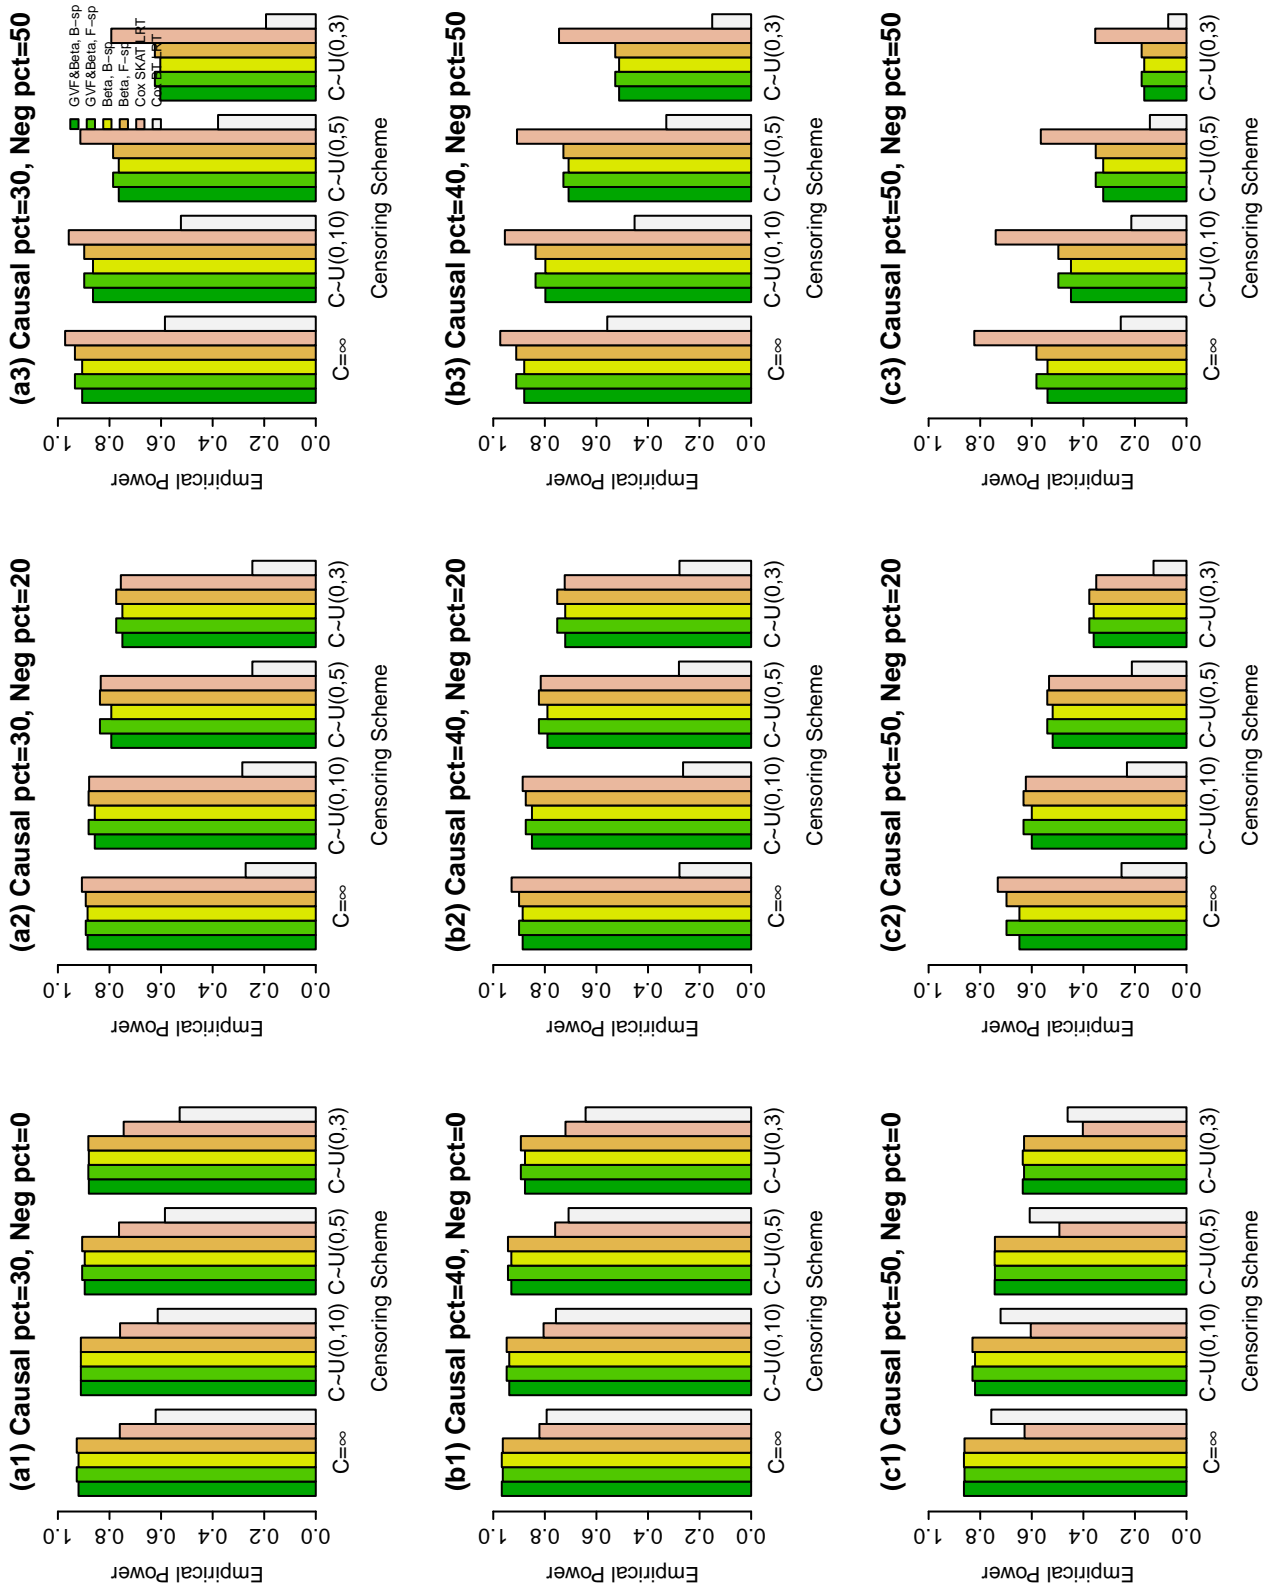 (a1) Causal pct=30, Neg pct=0
Empirical Power
0.0 0.2 0.4 0.6 0.8 1.0
C=∞ C~U(0,10) C~U(0,5) C~U(0,3)
Censoring Scheme
(a2) Causal pct=30, Neg pct=20
Empirical Power
0.0 0.2 0.4 0.6 0.8 1.0
C=∞ C~U(0,10) C~U(0,5) C~U(0,3)
Censoring Scheme
(a3) Causal pct=30, Neg pct=50
GVF&Beta, B−sp
GVF&Beta, F−sp
Beta, B−sp
Beta, F−sp
Cox SKAT LRT
Cox BT LRT
Empirical Power
0.0 0.2 0.4 0.6 0.8 1.0
C=∞ C~U(0,10) C~U(0,5) C~U(0,3)
Censoring Scheme
(b1) Causal pct=40, Neg pct=0
Empirical Power
0.0 0.2 0.4 0.6 0.8 1.0
C=∞ C~U(0,10) C~U(0,5) C~U(0,3)
Censoring Scheme
(b2) Causal pct=40, Neg pct=20
Empirical Power
0.0 0.2 0.4 0.6 0.8 1.0
C=∞ C~U(0,10) C~U(0,5) C~U(0,3)
Censoring Scheme
(b3) Causal pct=40, Neg pct=50
Empirical Power
0.0 0.2 0.4 0.6 0.8 1.0
C=∞ C~U(0,10) C~U(0,5) C~U(0,3)
Censoring Scheme
(c1) Causal pct=50, Neg pct=0
Empirical Power
0.0 0.2 0.4 0.6 0.8 1.0
C=∞ C~U(0,10) C~U(0,5) C~U(0,3)
Censoring Scheme
(c2) Causal pct=50, Neg pct=20
Empirical Power
0.0 0.2 0.4 0.6 0.8 1.0
C=∞ C~U(0,10) C~U(0,5) C~U(0,3)
Censoring Scheme
(c3) Causal pct=50, Neg pct=50
Empirical Power
0.0 0.2 0.4 0.6 0.8 1.0
C=∞ C~U(0,10) C~U(0,5) C~U(0,3)
Censoring Scheme